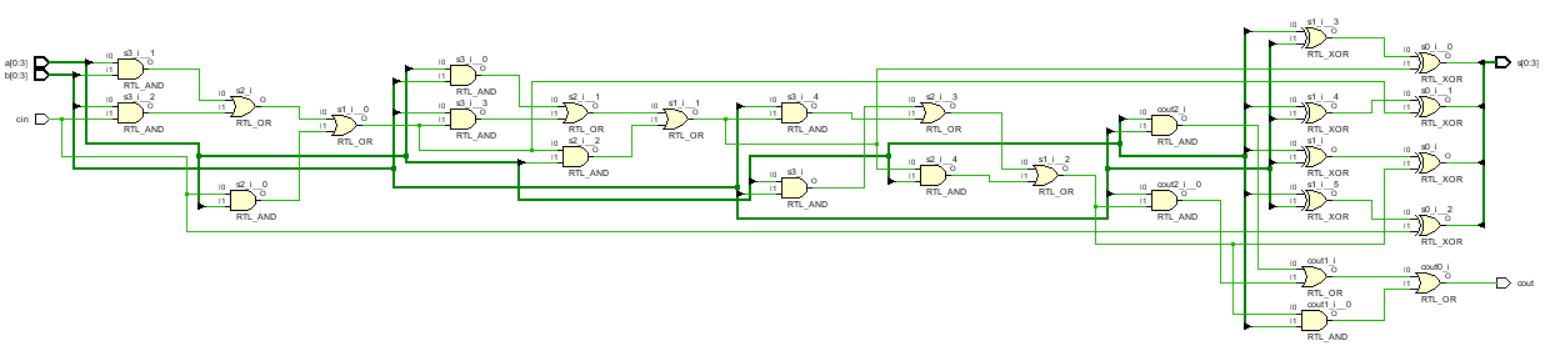 a[0:3]
b[0:3]
cin
s3_i__1
I0
I1
O
RTL_AND
s3_i__2
I0
I1
O
RTL_AND
s2_i
I0
I1
O
RTL_OR
s2_i__0
I0
I1
O
RTL_AND
s1_i__0
I0
I1
O
RTL_OR
s3_i__0
I0
I1
O
RTL_AND
s3_i__3
I0
I1
O
RTL_AND
s2_i__1
I0
I1
O
RTL_OR
s2_i__2
I0
I1
O
RTL_AND
s1_i__1
I0
I1
O
RTL_OR
s3_i__4
I0
I1
O
RTL_AND
s3_i
I0
I1
O
RTL_AND
s2_i__3
I0
I1
O
RTL_OR
s2_i__4
I0
I1
O
RTL_AND
s1_i__2
I0
I1
O
RTL_OR
cout2_i
I0
I1
O
RTL_AND
cout2_i__0
I0
I1
O
RTL_AND
s1_i__3
I0
I1
O
RTL_XOR
s1_i__4
I0
I1
O
RTL_XOR
s1_i
I0
I1
O
RTL_XOR
s1_i__5
I0
I1
O
RTL_XOR
cout1_i
I0
I1
O
RTL_OR
cout1_i__0
I0
I1
O
RTL_AND
s0_i__0
I0
I1
O
RTL_XOR
s0_i__1
I0
I1
O
RTL_XOR
s0_i
I0
I1
O
RTL_XOR
s0_i__2
I0
I1
O
RTL_XOR
cout0_i
I0
I1
O
RTL_OR
s[0:3]
cout